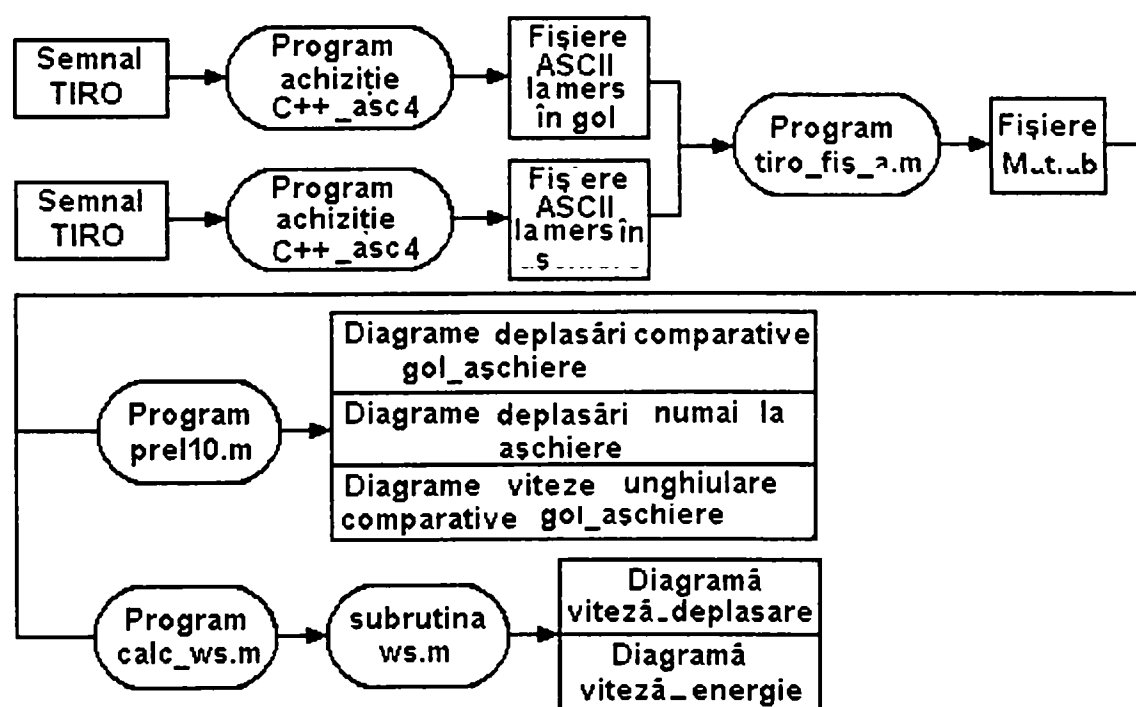 Semnal
TIRO
Program
achiziție
C++_asc4
Fișiere
ASCII
la mers
în gol
Program
tiro_fis_a.m
Fișiere
Semnal
TIRO
Program
achiziție
C++_asc4
Fișiere
ASCII
la mers în
Program
prel10.m
Diagrame deplasări comparative
gol_așchiere
Diagrame deplasări numai la
așchiere
Diagrame viteze unghiulare
comparative gol_așchiere
Program
calc_ws.m
subrutina
ws.m
Diagramă
viteză_deplasare
Diagramă
viteză_energie